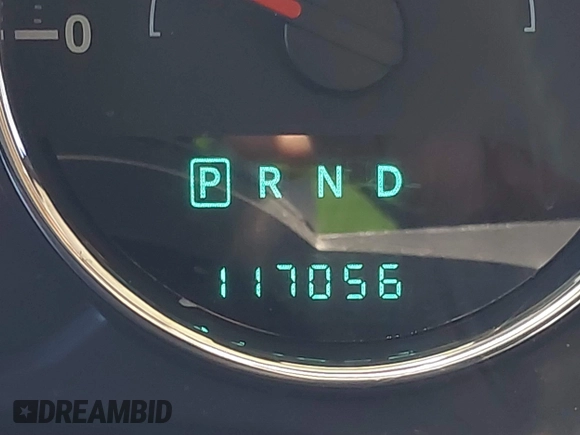 0
P R N D
117056
DREAMBID